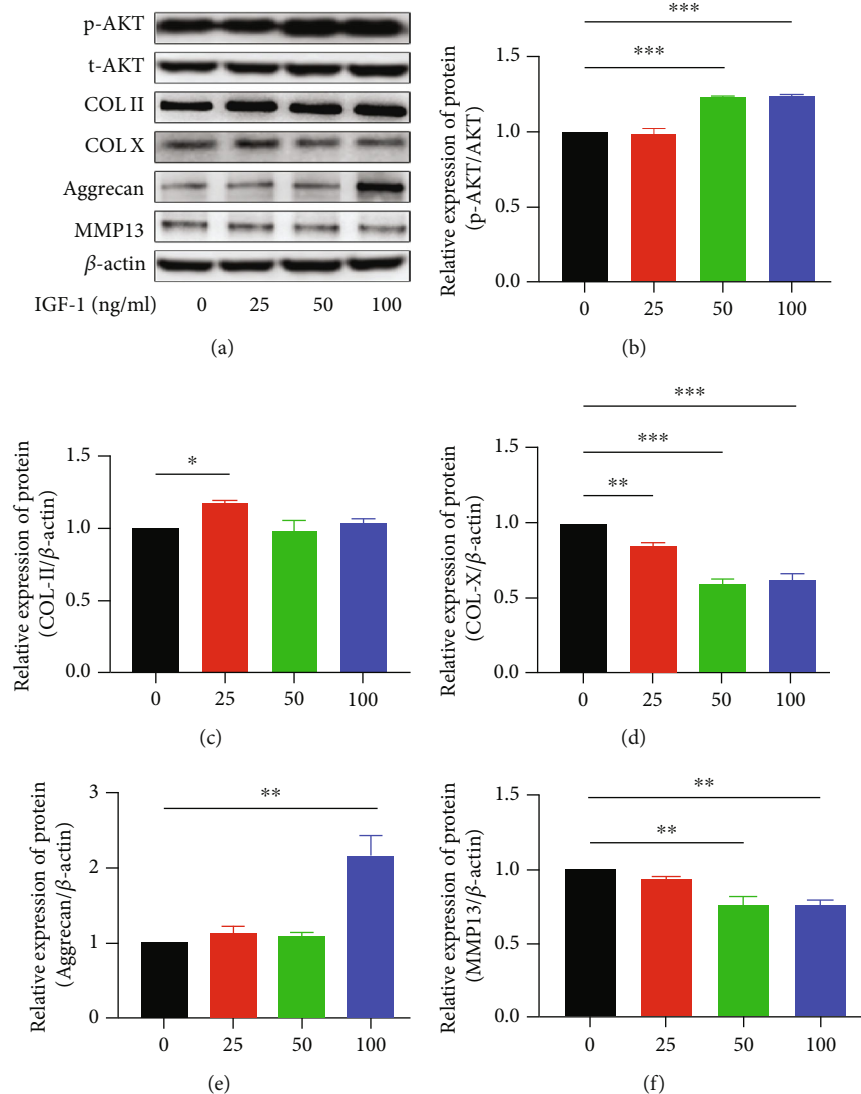 p-AKT
t-AKT
COL II
COL X
Aggrecan
MMP13
β-actin
IGF-1 (ng/ml) 0 25 50 100
(a)
Relative expression of protein
(p-AKT/AKT)
1.5
1.0
0.5
0.0
***
***
0 25 50 100
(b)
Relative expression of protein
(COL-II/β-actin)
1.5
1.0
0.5
0.0
*
0 25 50 100
(c)
Relative expression of protein
(COL-X/β-actin)
1.5
1.0
0.5
0.0
***
***
**
0 25 50 100
(d)
Relative expression of protein
(Aggrecan/β-actin)
3
2
1
0
**
0 25 50 100
(e)
Relative expression of protein
(MMP13/β-actin)
1.5
1.0
0.5
0.0
**
**
0 25 50 100
(f)